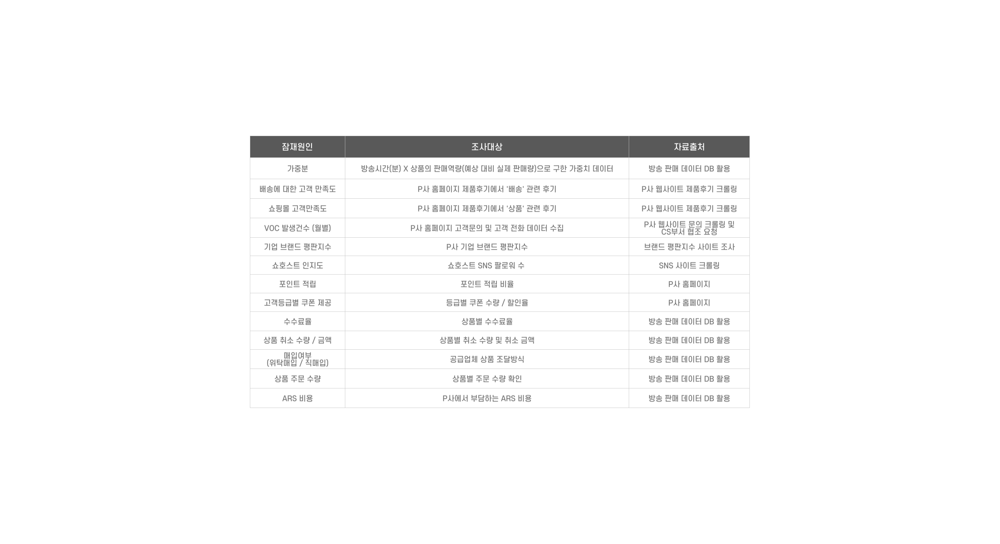 잠재원인 조사대상 자료출처
가중분 방송시간(분) X 상품의 판매역량(예상 대비 실제 판매량)으로 구한 가중치 데이터 방송 판매 데이터 DB 활용
배송에 대한 고객 만족도 P사 홈페이지 제품후기에서 '배송' 관련 후기 P사 웹사이트 제품후기 크롤링
쇼핑몰 고객만족도 P사 홈페이지 제품후기에서 '상품' 관련 후기 P사 웹사이트 제품후기 크롤링
VOC 발생건수 (월별) P사 홈페이지 고객문의 및 고객 전화 데이터 수집 P사 웹사이트 문의 크롤링 및
CS부서 협조 요청
기업 브랜드 평판지수 P사 기업 브랜드 평판지수 브랜드 평판지수 사이트 조사
쇼호스트 인지도 쇼호스트 SNS 팔로워 수 SNS 사이트 크롤링
포인트 적립 포인트 적립 비율 P사 홈페이지
고객등급별 쿠폰 제공 등급별 쿠폰 수량 / 할인율 P사 홈페이지
수수료율 상품별 수수료율 방송 판매 데이터 DB 활용
상품 취소 수량 / 금액 상품별 취소 수량 및 취소 금액 방송 판매 데이터 DB 활용
매입여부
(위탁매입 / 직매입) 공급업체 상품 조달방식 방송 판매 데이터 DB 활용
상품 주문 수량 상품별 주문 수량 확인 방송 판매 데이터 DB 활용
ARS 비용 P사에서 부담하는 ARS 비용 방송 판매 데이터 DB 활용